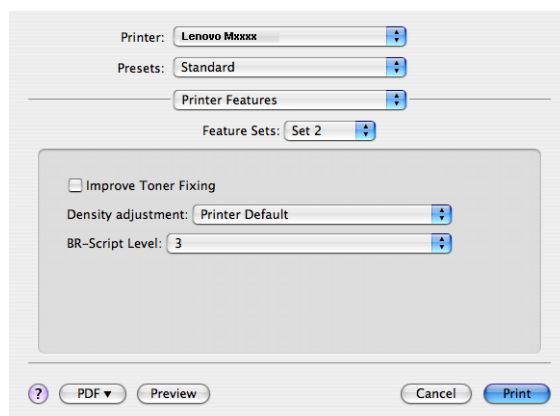 Printer: Lenovo Mxxxx
Presets: Standard
Printer Features
Feature Sets: Set 2
Improve Toner Fixing
Density adjustment: Printer Default
BR-Script Level: 3
? PDF▼ Preview Cancel Print